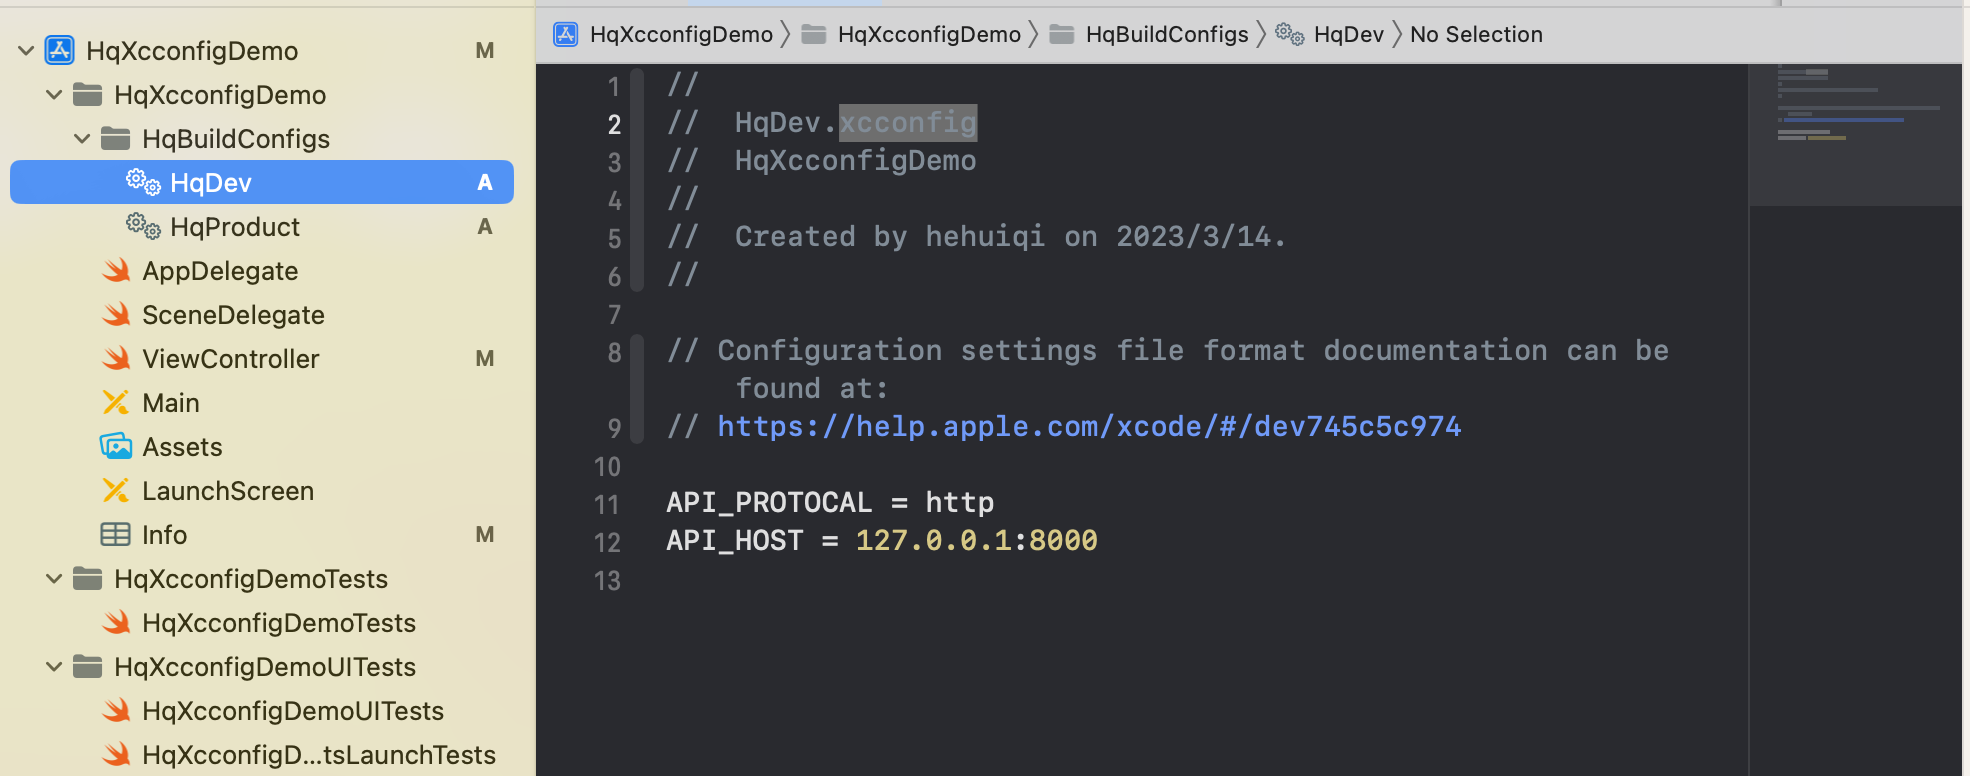 HqXcconfigDemo M
HqXcconfigDemo
HqBuildConfigs
HqDev A
HqProduct A
AppDelegate
SceneDelegate
ViewController M
Main
Assets
LaunchScreen
Info M
HqXcconfigDemoTests
HqXcconfigDemoTests
HqXcconfigDemoUITests
HqXcconfigDemoUITests
HqXcconfigD...tsLaunchTests
HqXcconfigDemo HqXcconfigDemo HqBuildConfigs HqDev No Selection
1 //
2 //  HqDev.xcconfig
3 //  HqXcconfigDemo
4 //
5 //  Created by hehuiqi on 2023/3/14.
6 //
7
8 // Configuration settings file format documentation can be
found at:
9 // https://help.apple.com/xcode/#/dev745c5c974
10
11 API_PROTOCAL = http
12 API_HOST = 127.0.0.1:8000
13